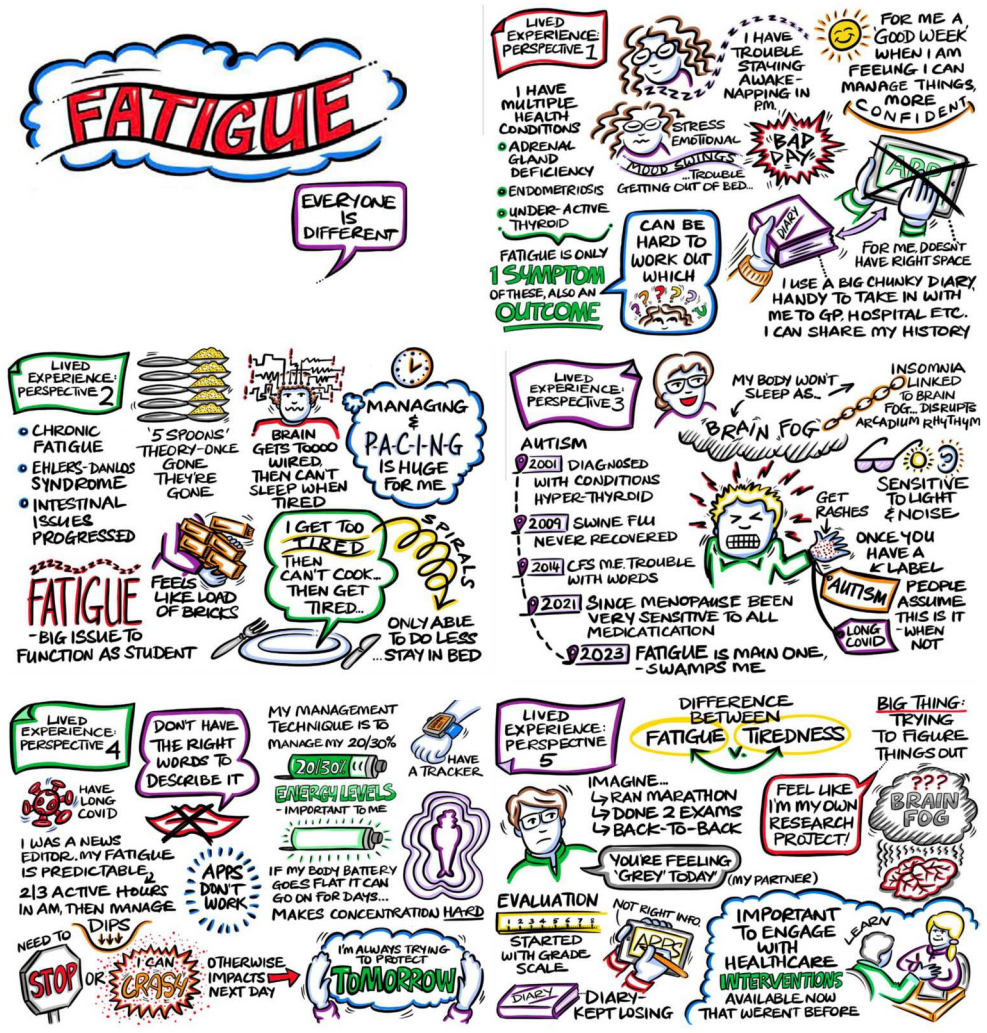 FATIGUE
EVERYONE
IS
DIFFERENT
LIVED
EXPERIENCE:
PERSPECTIVE 1
I HAVE
MULTIPLE
HEALTH
CONDITIONS
ADRENAL
GLAND
DEFICIENCY
ENDOMETRIOSIS
UNDER-ACTIVE
THYROID
FATIGUE IS ONLY
1 SYMPTOM
OF THESE, ALSO AN
OUTCOME
I HAVE
TROUBLE
STAYING
AWAKE-
NAPPING IN
P.M.
STRESS
EMOTIONAL
MOOD SWINGS
...TROUBLE
GETTING OUT OF BED...
'BAD
DAY'
CAN BE
HARD TO
WORK OUT
WHICH
? ? ? ? ?
FOR ME A
'GOOD WEEK'
WHEN I AM
FEELING I CAN
MANAGE THINGS,
MORE
CONFIDENT
APP
DIARY
FOR ME, DOESN'T
HAVE RIGHT SPACE
I USE A BIG CHUNKY DIARY,
HANDY TO TAKE IN WITH
ME TO GP. HOSPITAL ETC.
I CAN SHARE MY HISTORY
LIVED
EXPERIENCE:
PERSPECTIVE 2
CHRONIC
FATIGUE
EHLERS-DANLOS
SYNDROME
INTESTINAL
ISSUES
PROGRESSED
'5 SPOONS'
THEORY-ONCE
GONE
THEY'RE
GONE
BRAIN
GETS TOOOO
WIRED,
THEY CAN'T
SLEEP WHEN
TIRED
MANAGING
&
P-A-C-I-N-G
IS HUGE
FOR ME
FATIGUE
-BIG ISSUE TO
FUNCTION AS STUDENT
FEELS
LIKE LOAD
OF BRICKS
I GET TOO
TIRED
THEN
CAN'T COOK...
THEN GET
TIRED...
SPIRALS
ONLY ABLE
TO DO LESS
...STAY IN BED
LIVED
EXPERIENCE:
PERSPECTIVE 3
AUTISM
2001 DIAGNOSED
WITH CONDITIONS
HYPER-THYROID
2009 SWINE FLU
NEVER RECOVERED
2014 CFS M.E. TROUBLE
WITH WORDS
2021 SINCE MENOPAUSE BEEN
VERY SENSITIVE TO ALL
MEDICATICATION
2023 FATIGUE IS MAIN ONE,
-SWAMPS ME
MY BODY WON'T
SLEEP AS...
BRAIN FOG
INSOMNIA
LINKED
TO BRAIN
FOG... DISRUPTS
ARCADIUM RHYTHYM
SENSITIVE
TO LIGHT
& NOISE
GET
RASHES
ONCE YOU
HAVE A
LABEL
AUTISM
LONG
COVID
PEOPLE
ASSUME
THIS IS IT
-WHEN
NOT
LIVED
EXPERIENCE:
PERSPECTIVE 4
DON'T HAVE
THE RIGHT
WORDS TO
DESCRIBE IT
HAVE
LONG
COVID
I WAS A NEWS
EDITOR. MY FATIGUE
IS PREDICTABLE,
2/3 ACTIVE HOURS
IN AM, THEN MANAGE
DIPS
APPS
DON'T
WORK
NEED TO
STOP
OR
I CAN
CRASH
OTHERWISE
IMPACTS
NEXT DAY
MY MANAGEMENT
TECHNIQUE IS TO
MANAGE MY 20/30%
20/30%
ENERGY LEVELS
-IMPORTANT TO ME
IF MY BODY BATTERY
GOES FLAT IT CAN
GO ON FOR DAYS...
MAKES CONCENTRATION HARD
HAVE
A TRACKER
I'M ALWAYS TRYING
TO PROTECT
TOMORROW
LIVED
EXPERIENCE:
PERSPECTIVE
5
DIFFERENCE
BETWEEN
FATIGUE V. TIREDNESS
BIG THING:
TRYING
TO FIGURE
THINGS OUT
IMAGINE...
RAN MARATHON
DONE 2 EXAMS
BACK-TO-BACK
FEEL LIKE
I'M MY OWN
RESEARCH
PROJECT!
???
BRAIN
FOG
YOU'RE FEELING
'GREY' TODAY
(MY PARTNER)
EVALUATION
1 2 3 4 5 6 7 8
STARTED
WITH GRADE
SCALE
NOT RIGHT INFO.
APPS
DIARY
DIARY-
KEPT LOSING
IMPORTANT
TO ENGAGE
WITH
HEALTHCARE
INTERVENTIONS
AVAILABLE NOW
THAT WERENT BEFORE
LEARN